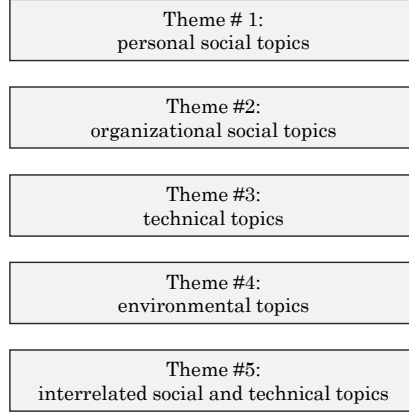 Theme # 1:
personal social topics
Theme #2:
organizational social topics
Theme #3:
technical topics
Theme #4:
environmental topics
Theme #5:
interrelated social and technical topics